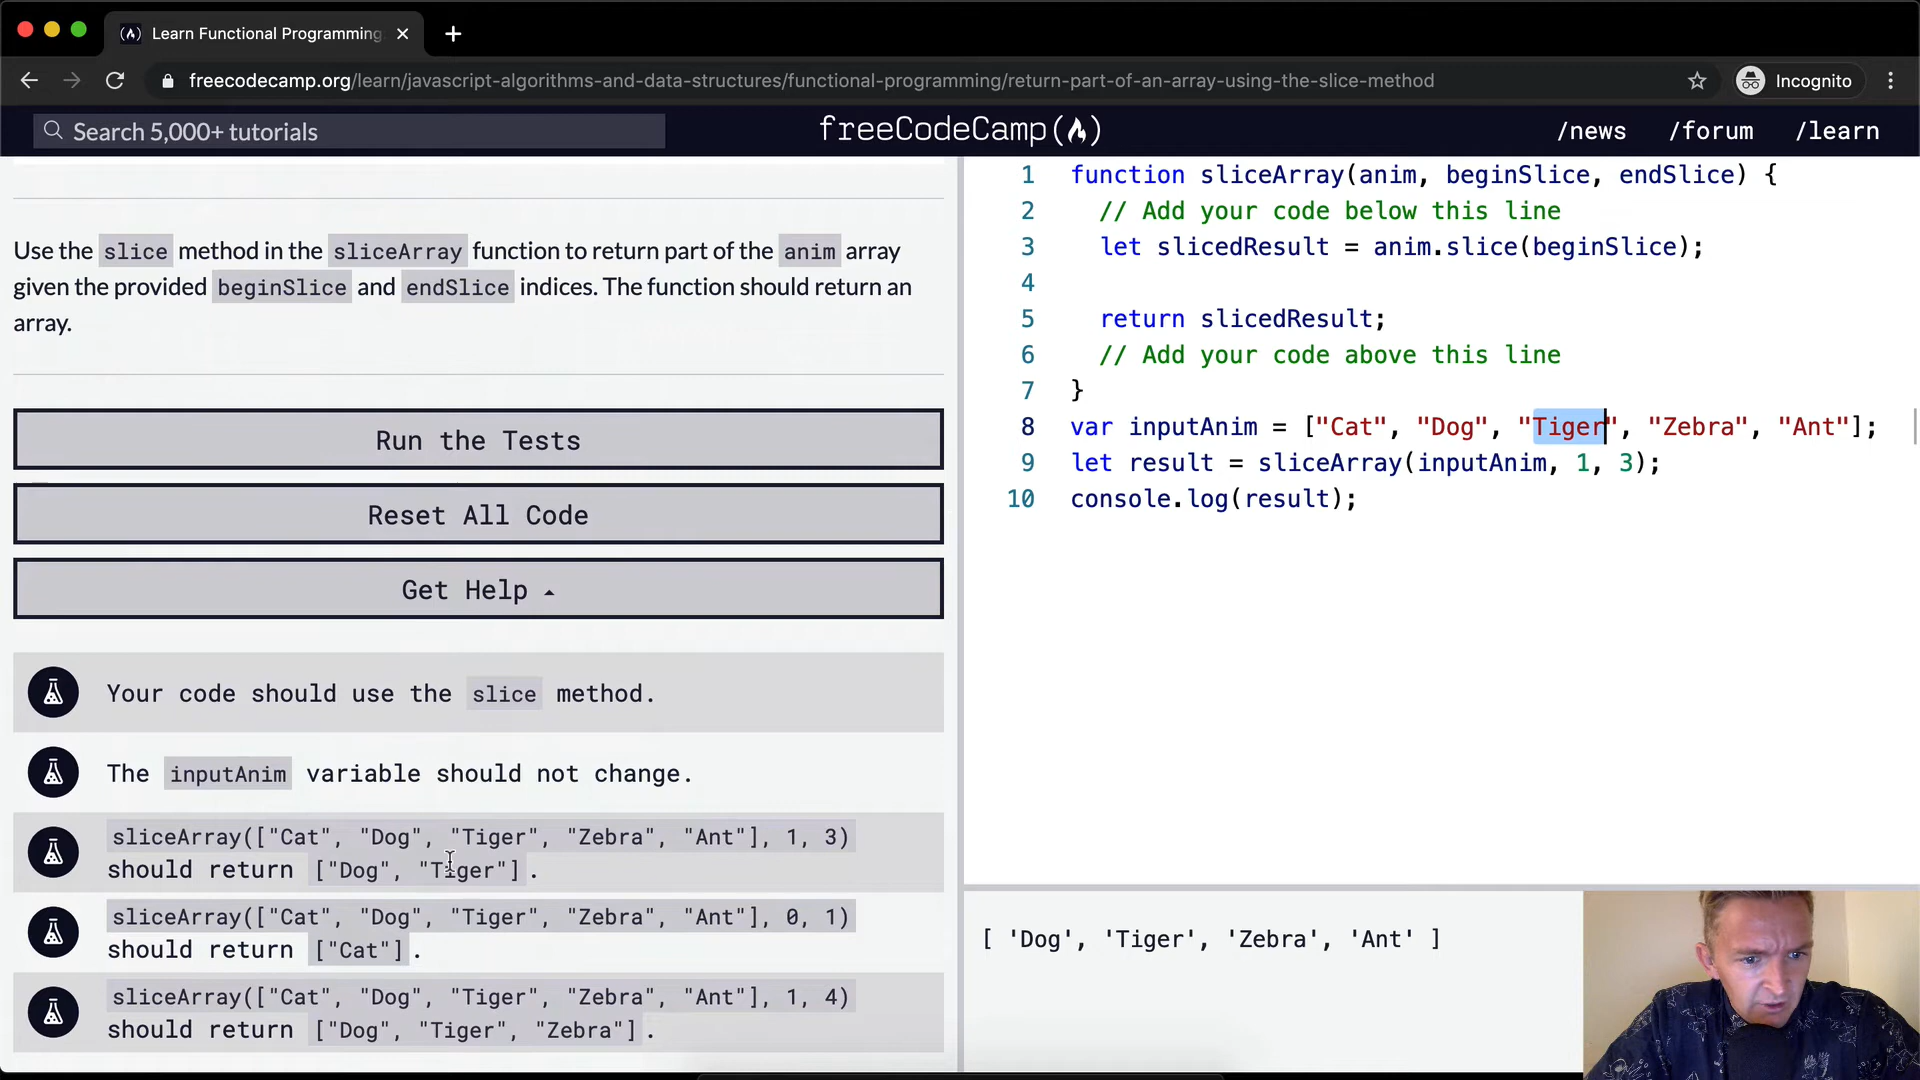 Learn Functional Programming
freecodecamp.org/learn/javascript-algorithms-and-data-structures/functional-programming/return-part-of-an-array-using-the-slice-method
Incognito
Search 5,000+ tutorials
freeCodeCamp
/news /forum /learn
Use the slice method in the sliceArray function to return part of the anim array
given the provided beginSlice and endSlice indices. The function should return an
array.
Run the Tests
Reset All Code
Get Help
Your code should use the slice method.
The inputAnim variable should not change.
sliceArray(["Cat", "Dog", "Tiger", "Zebra", "Ant"], 1, 3)
should return ["Dog", "Tiger"].
sliceArray(["Cat", "Dog", "Tiger", "Zebra", "Ant"], 0, 1)
should return ["Cat"].
sliceArray(["Cat", "Dog", "Tiger", "Zebra", "Ant"], 1, 4)
should return ["Dog", "Tiger", "Zebra"].
1 function sliceArray(anim, beginSlice, endSlice) {
2 // Add your code below this line
3 let slicedResult = anim.slice(beginSlice);
4
5 return slicedResult;
6 // Add your code above this line
7 }
8 var inputAnim = ["Cat", "Dog", "Tiger", "Zebra", "Ant"];
9 let result = sliceArray(inputAnim, 1, 3);
10 console.log(result);
[ 'Dog', 'Tiger', 'Zebra', 'Ant' ]